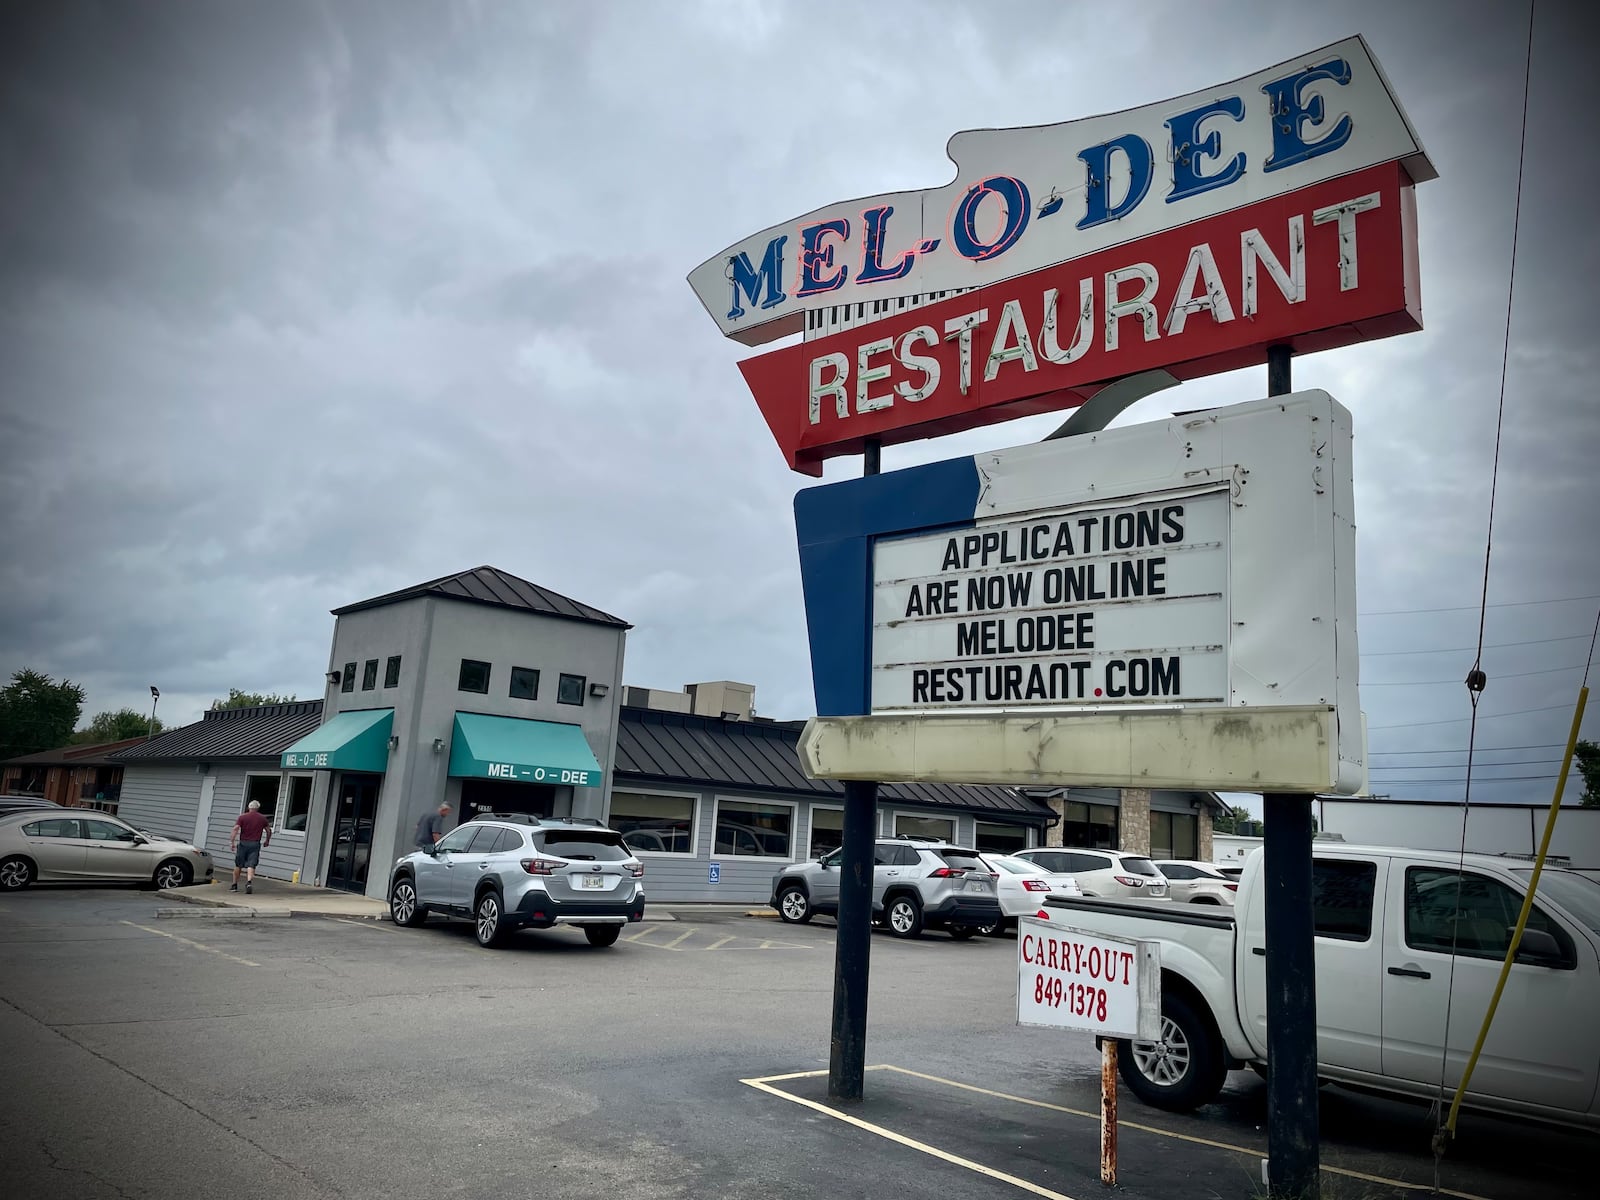 MEL-O-DEE
RESTAURANT
APPLICATIONS
ARE NOW ONLINE
MELODEE
RESTURANT.COM
CARRY-OUT
849-1378
MEL-O-DEE
MEL-O-DEE